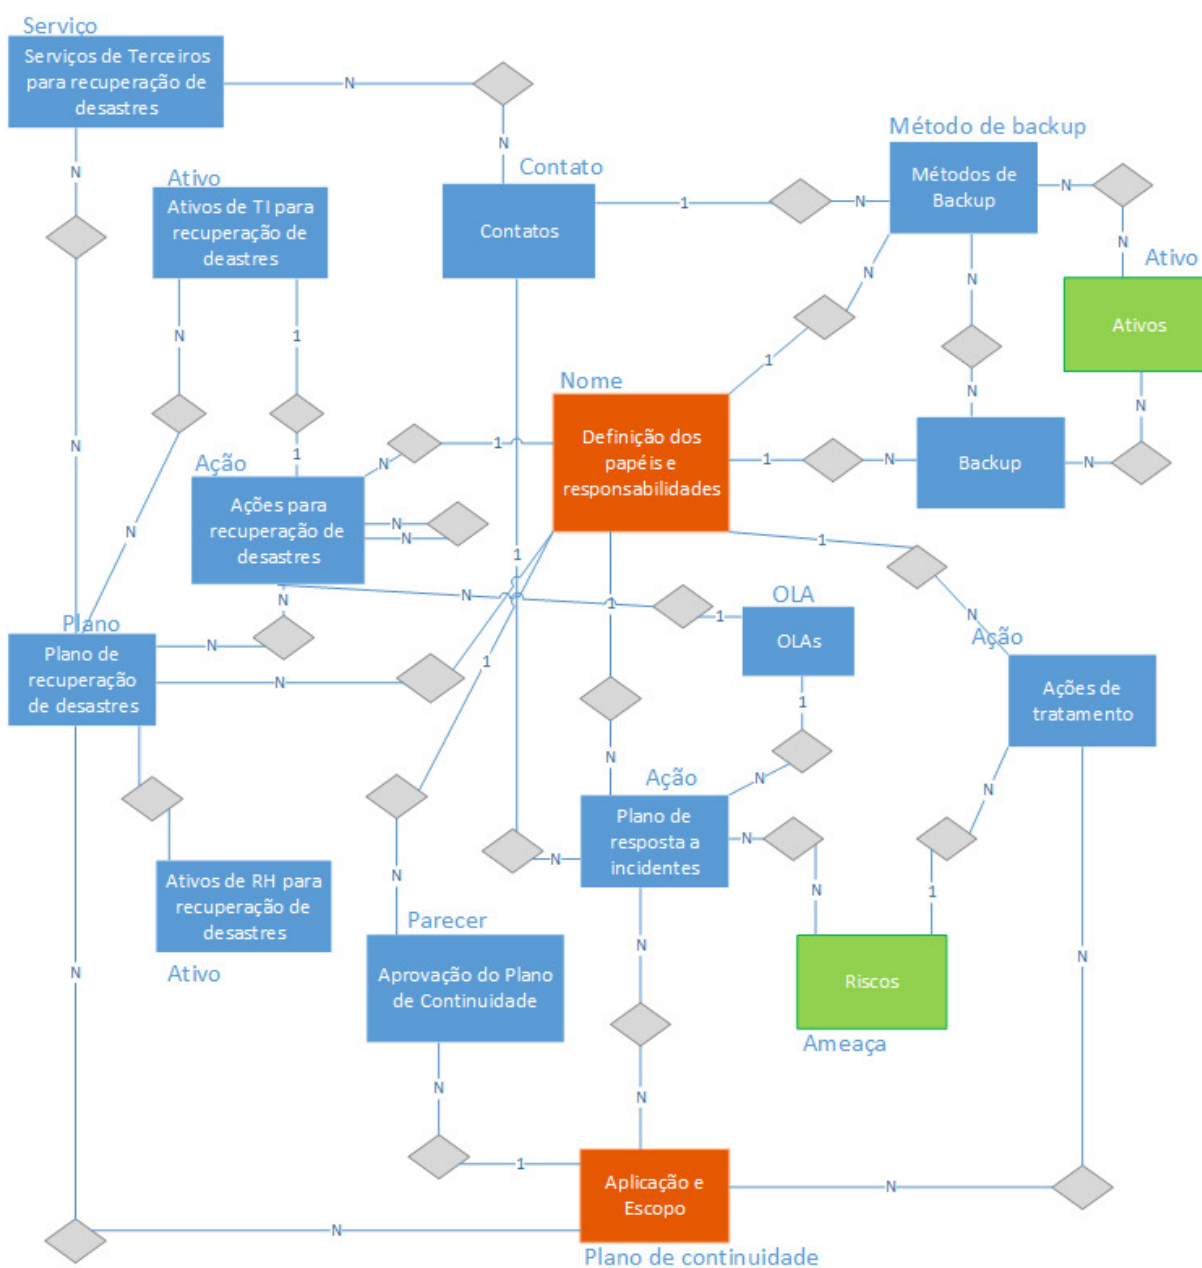 Serviço
Serviços de Terceiros
para recuperação de
desastres
N
N
N
N
Ativo
Ativos de TI para
recuperação de
deastres
N
1
N
1
Contato
Contatos
1
N
1
N
Método de backup
Métodos de
Backup
N
N
N
1
N
N
Ativo
Ativos
N
N
Nome
Definição dos
papéis e
responsabilidades
1
N
Backup
1
N
Ação
Ações para
recuperação de
desastres
N
N
N
1
N
N
1
OLA
OLAs
1
N
Plano
Plano de
recuperação
de desastres
N
N
1
N
1
N
1
N
Ação
Ações de
tratamento
N
1
N
Ação
Plano de
resposta a
incidentes
N
N
Ativos de RH para
recuperação de
desastres
Ativo
N
N
Parecer
Aprovação do Plano
de Continuidade
N
1
N
N
Riscos
Ameaça
N
Aplicação e
Escopo
Plano de continuidade